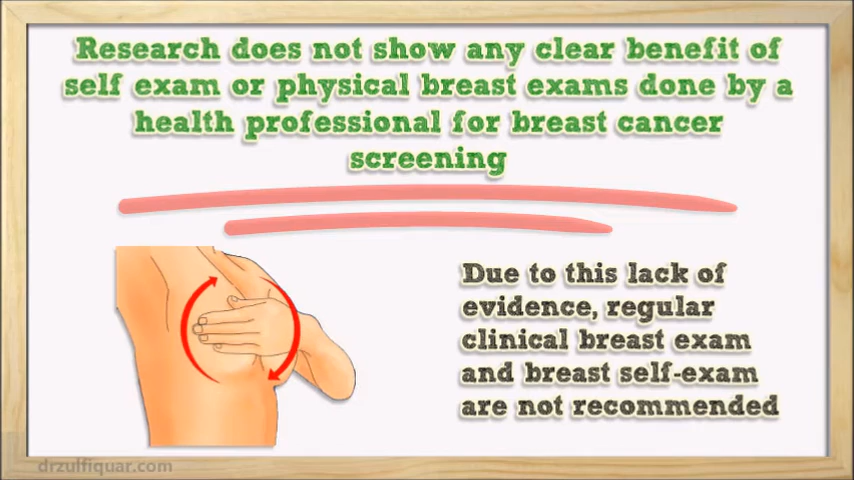 Research does not show any clear benefit of
self exam or physical breast exams done by a
health professional for breast cancer
screening
Due to this lack of
evidence, regular
clinical breast exam
and breast self-exam
are not recommended
drzulfiquar.com